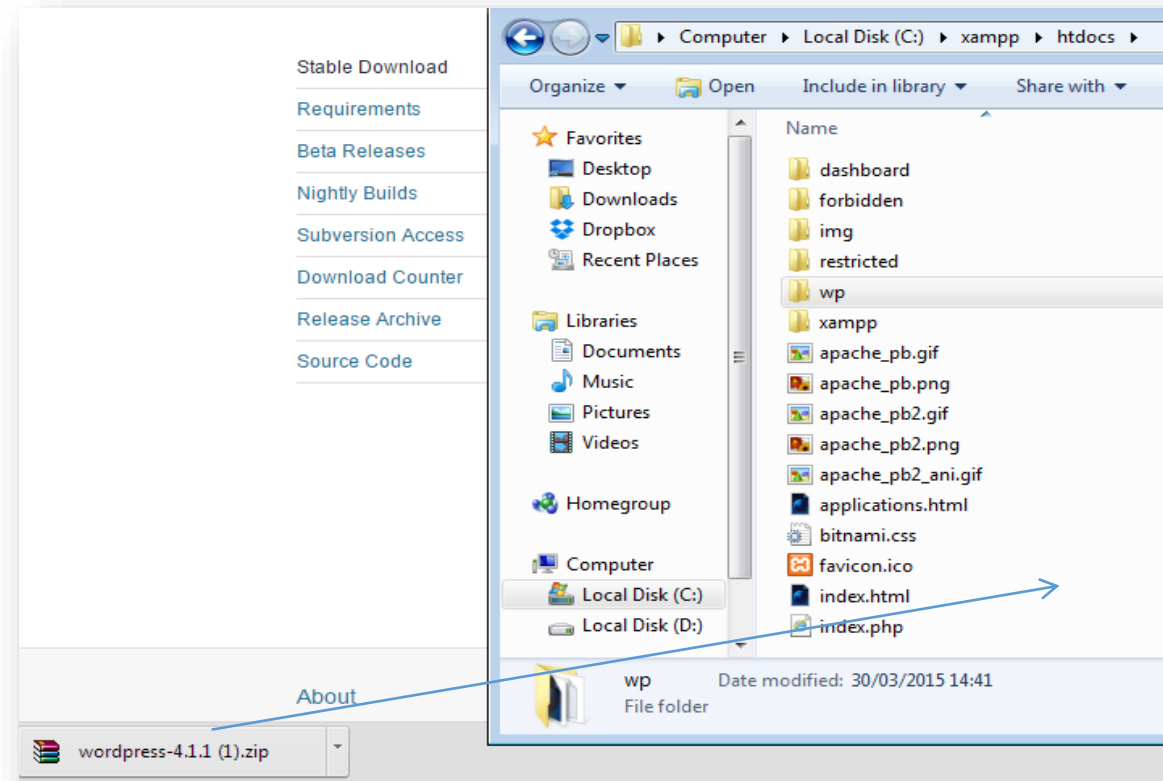 Stable Download
Requirements
Beta Releases
Nightly Builds
Subversion Access
Download Counter
Release Archive
Source Code
About
wordpress-4.1.1 (1).zip
Computer Local Disk (C:) xampp htdocs
Organize Open Include in library Share with
Favorites
Desktop
Downloads
Dropbox
Recent Places
Libraries
Documents
Music
Pictures
Videos
Homegroup
Computer
Local Disk (C:)
Local Disk (D:)
Name
dashboard
forbidden
img
restricted
wp
xampp
apache_pb.gif
apache_pb.png
apache_pb2.gif
apache_pb2.png
apache_pb2_ani.gif
applications.html
bitnami.css
favicon.ico
index.html
index.php
wp Date modified: 30/03/2015 14:41
File folder